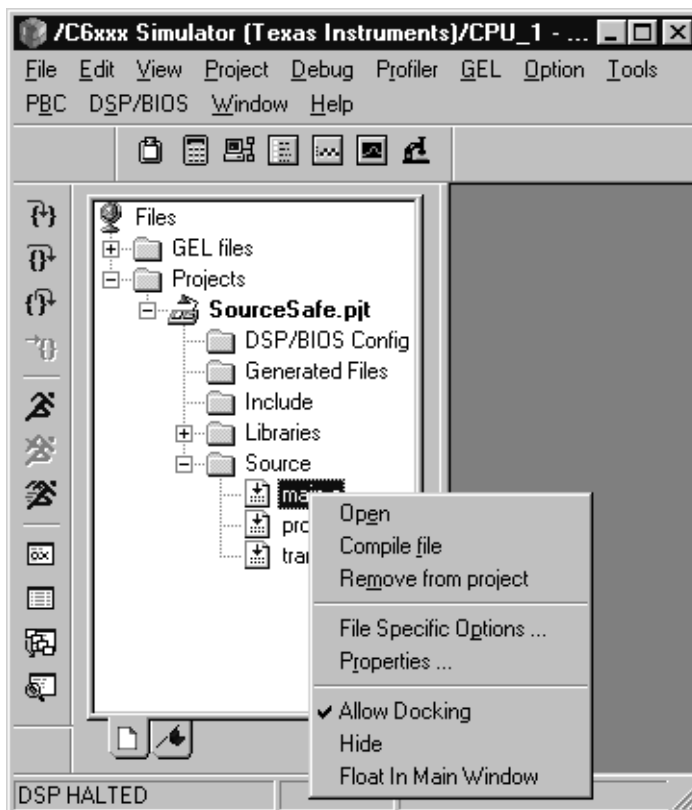 /C6xxx Simulator (Texas Instruments)/CPU_1 - ...
File Edit View Project Debug Profiler GEL Option Tools
PBC DSP/BIOS Window Help
Files
GEL files
Projects
SourceSafe.pjt
DSP/BIOS Config
Generated Files
Include
Libraries
Source
Open
Compile file
Remove from project
File Specific Options ...
Properties ...
Allow Docking
Hide
Float In Main Window
DSP HALTED